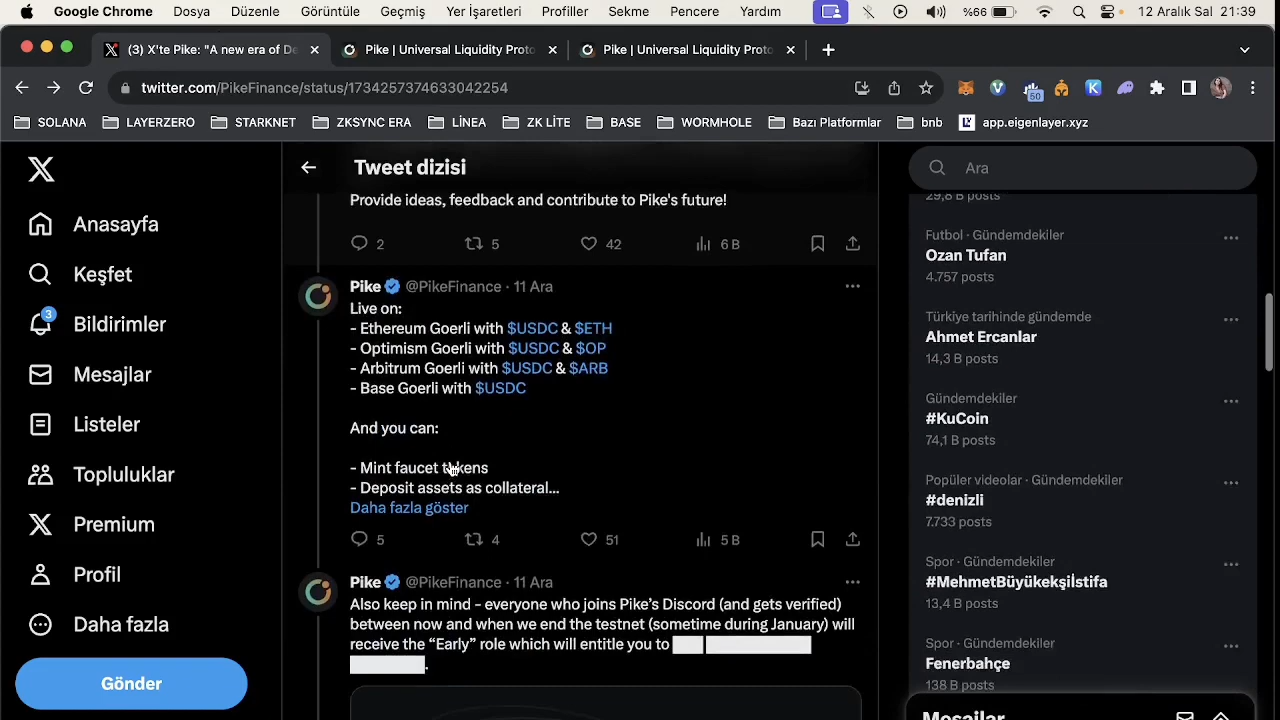 Google Chrome Dosya Düzenle Görüntüle Geçmiş Yer İşaretleri Profiller Sekme Pencere Yardım %66 12 Aralık Sal 21:39
(3) X'te Pike: "A new era of De
Pike | Universal Liquidity Proto
Pike | Universal Liquidity Proto
twitter.com/PikeFinance/status/1734257374633042254
50
SOLANA LAYERZERO STARKNET ZKSYNC ERA LİNEA ZK LİTE BASE WORMHOLE Bazı Platformlar bnb app.eigenlayer.xyz
Anasayfa
Keşfet
3
Bildirimler
Mesajlar
Listeler
Topluluklar
Premium
Profil
Daha fazla
Gönder
Tweet dizisi
Provide ideas, feedback and contribute to Pike's future!
2 5 42 6 B
Pike @PikeFinance · 11 Ara
Live on:
- Ethereum Goerli with $USDC & $ETH
- Optimism Goerli with $USDC & $OP
- Arbitrum Goerli with $USDC & $ARB
- Base Goerli with $USDC
And you can:
- Mint faucet tokens
- Deposit assets as collateral...
Daha fazla göster
5 4 51 5 B
Pike @PikeFinance · 11 Ara
Also keep in mind - everyone who joins Pike's Discord (and gets verified)
between now and when we end the testnet (sometime during January) will
receive the “Early” role which will entitle you to
.
Ara
29,8 B posts
Futbol · Gündemdekiler
Ozan Tufan
4.757 posts
Türkiye tarihinde gündemde
Ahmet Ercanlar
14,3 B posts
Gündemdekiler
#KuCoin
74,1 B posts
Popüler videolar · Gündemdekiler
#denizli
7.733 posts
Spor · Gündemdekiler
#MehmetBüyükekşiİstifa
13,4 B posts
Spor · Gündemdekiler
Fenerbahçe
138 B posts
Mesajlar